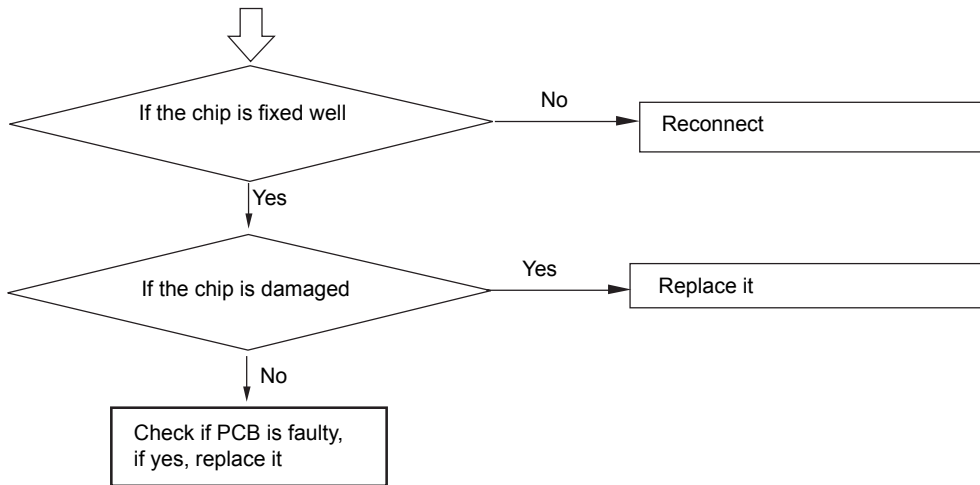 If the chip is fixed well
No
Reconnect
Yes
If the chip is damaged
Yes
Replace it
No
Check if PCB is faulty,
if yes, replace it